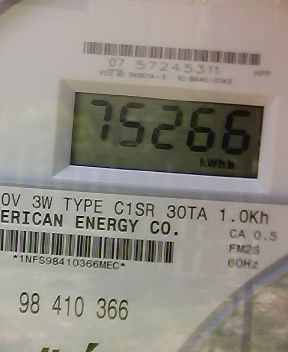 07 57245311
75266
kWhh
0V 3W TYPE C1SR 30TA 1.0Kh
ERICAN ENERGY CO.
CA 0.5
FM2S
60Hz
*1NFS98410366MEC*
98 410 366